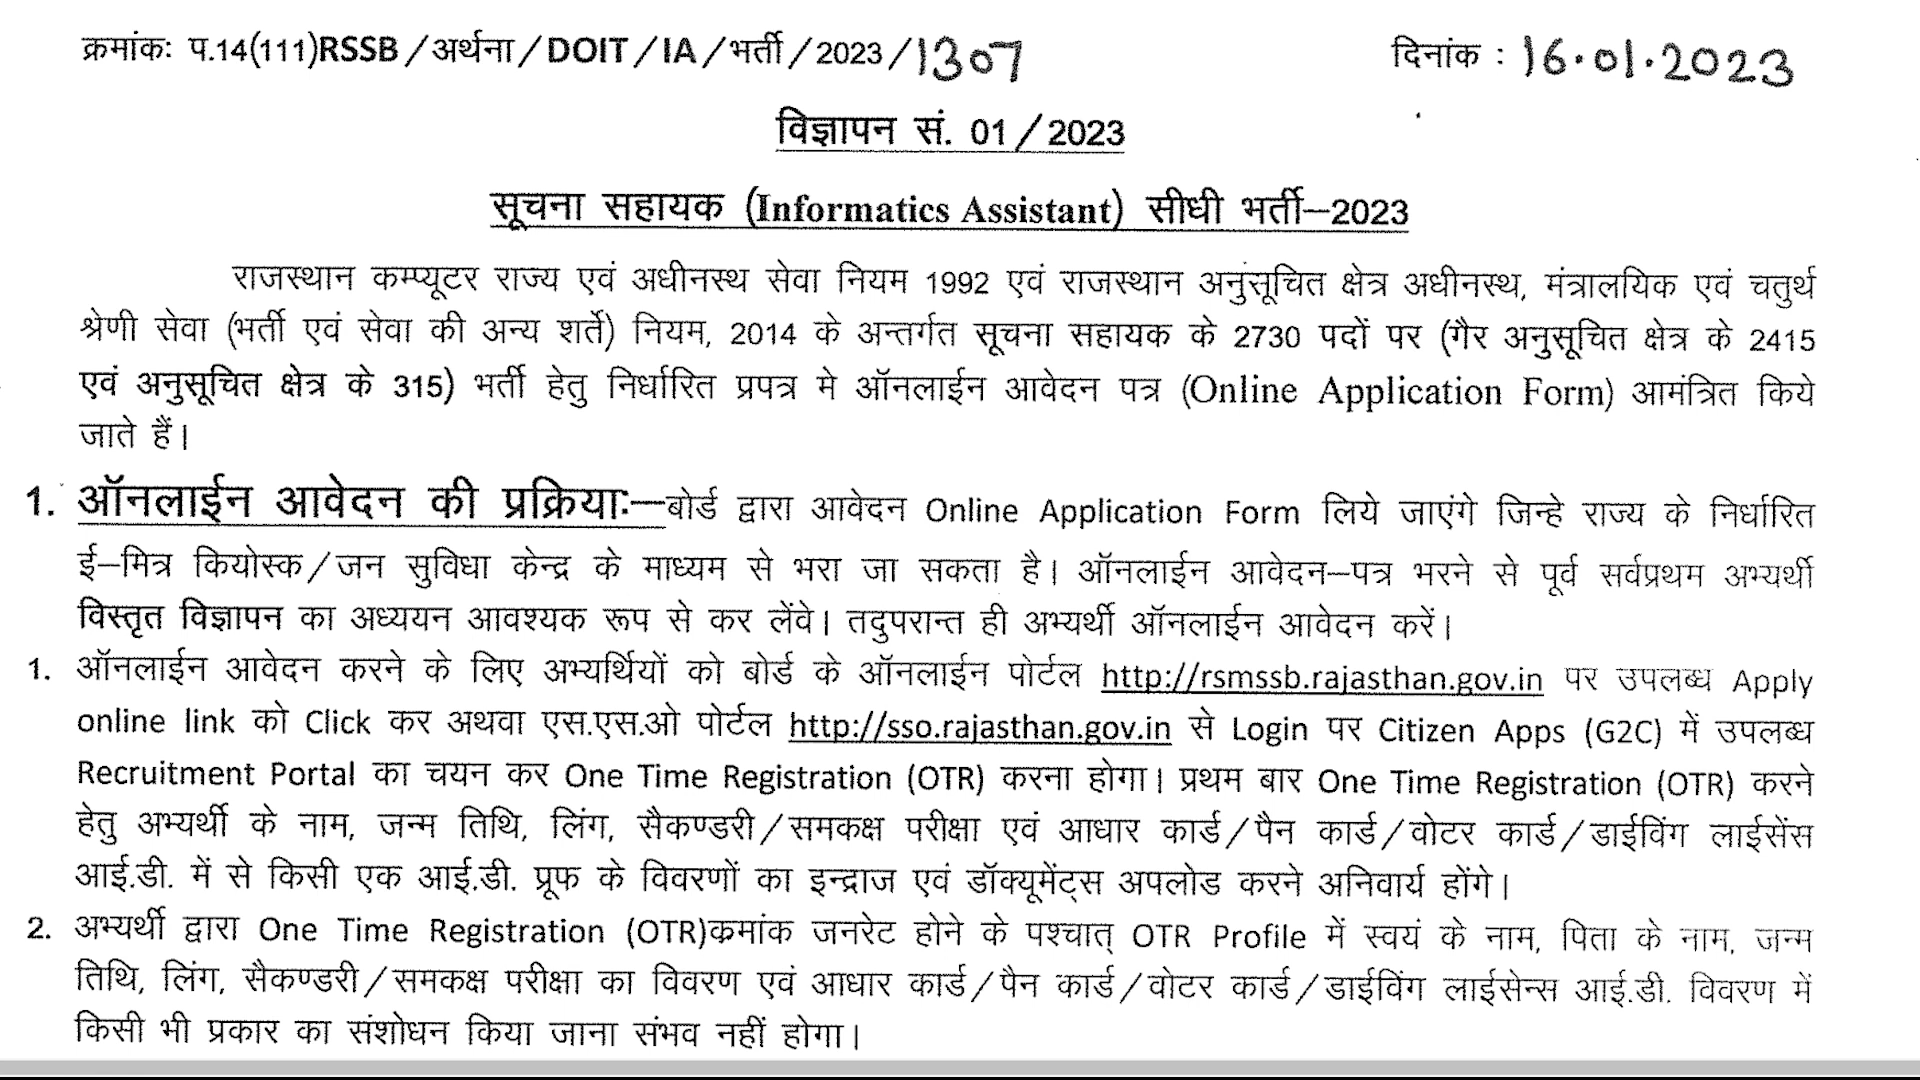 क्रमांकः प.14(111)RSSB/अर्थना/DOIT/IA/भर्ती/2023/1307
दिनांक : 16.01.2023
विज्ञापन सं. 01/2023
सूचना सहायक (Informatics Assistant) सीधी भर्ती–2023
राजस्थान कम्प्यूटर राज्य एवं अधीनस्थ सेवा नियम 1992 एवं राजस्थान अनुसूचित क्षेत्र अधीनस्थ, मंत्रालयिक एवं चतुर्थ
श्रेणी सेवा (भर्ती एवं सेवा की अन्य शर्ते) नियम, 2014 के अन्तर्गत सूचना सहायक के 2730 पदों पर (गैर अनुसूचित क्षेत्र के 2415
एवं अनुसूचित क्षेत्र के 315) भर्ती हेतु निर्धारित प्रपत्र मे ऑनलाईन आवेदन पत्र (Online Application Form) आमंत्रित किये
जाते हैं।
1. ऑनलाईन आवेदन की प्रक्रियाः–बोर्ड द्वारा आवेदन Online Application Form लिये जाएंगे जिन्हे राज्य के निर्धारित
ई–मित्र कियोस्क/जन सुविधा केन्द्र के माध्यम से भरा जा सकता है। ऑनलाईन आवेदन–पत्र भरने से पूर्व सर्वप्रथम अभ्यर्थी
विस्तृत विज्ञापन का अध्ययन आवश्यक रूप से कर लेंवे। तदुपरान्त ही अभ्यर्थी ऑनलाईन आवेदन करें।
1. ऑनलाईन आवेदन करने के लिए अभ्यर्थियों को बोर्ड के ऑनलाईन पोर्टल http://rsmssb.rajasthan.gov.in पर उपलब्ध Apply
online link को Click कर अथवा एस.एस.ओ पोर्टल http://sso.rajasthan.gov.in से Login पर Citizen Apps (G2C) में उपलब्ध
Recruitment Portal का चयन कर One Time Registration (OTR) करना होगा। प्रथम बार One Time Registration (OTR) करने
हेतु अभ्यर्थी के नाम, जन्म तिथि, लिंग, सैकण्डरी/समकक्ष परीक्षा एवं आधार कार्ड/पैन कार्ड/वोटर कार्ड/डाईविंग लाईसेंस
आई.डी. में से किसी एक आई.डी. प्रूफ के विवरणों का इन्द्राज एवं डॉक्यूमेंट्स अपलोड करने अनिवार्य होंगे।
2. अभ्यर्थी द्वारा One Time Registration (OTR)क्रमांक जनरेट होने के पश्चात् OTR Profile में स्वयं के नाम, पिता के नाम, जन्म
तिथि, लिंग, सैकण्डरी/समकक्ष परीक्षा का विवरण एवं आधार कार्ड/पैन कार्ड/वोटर कार्ड/डाईविंग लाईसेन्स आई.डी. विवरण में
किसी भी प्रकार का संशोधन किया जाना संभव नहीं होगा।